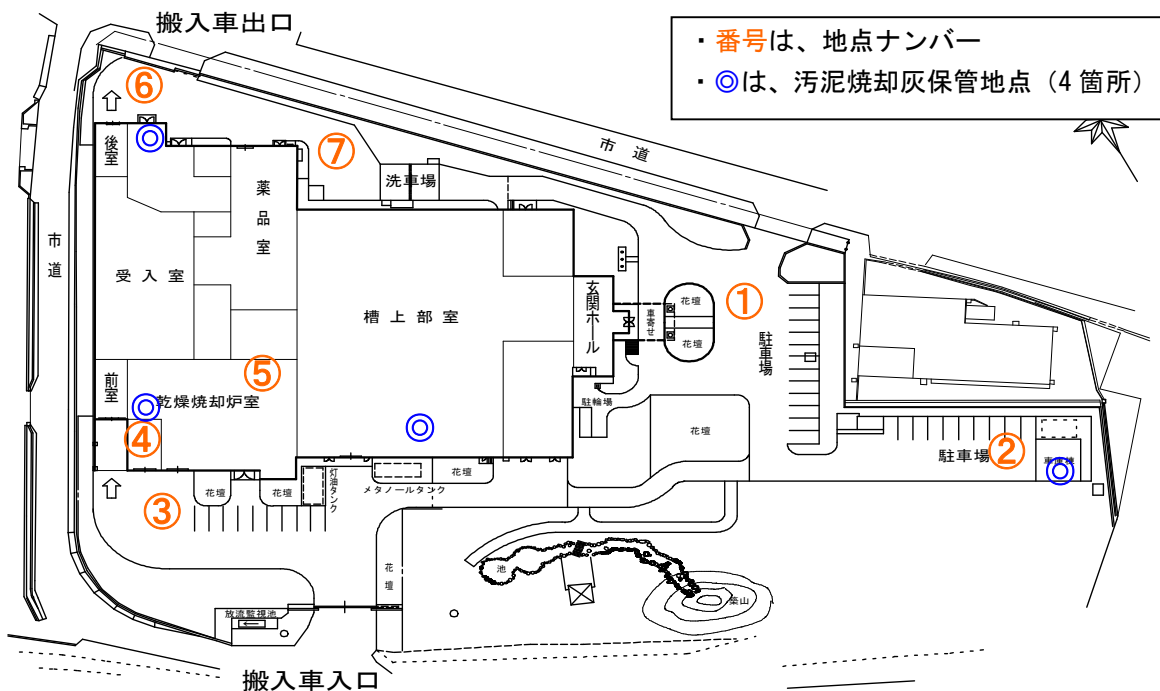 搬入車出口
・番号は、地点ナンバー
・◎は、汚泥焼却灰保管地点（4箇所）
⑥
後室
⑦
市道
洗車場
薬品室
市道
受入室
槽上部室
玄関ホール
車寄せ
花壇
花壇
①
駐車場
前室
⑤
乾燥焼却炉室
④
駐輪場
花壇
駐車場
②
車庫棟
③
花壇
花壇
灯油タンク
メタノールタンク
花壇
花壇
池
築山
放流監視池
搬入車入口